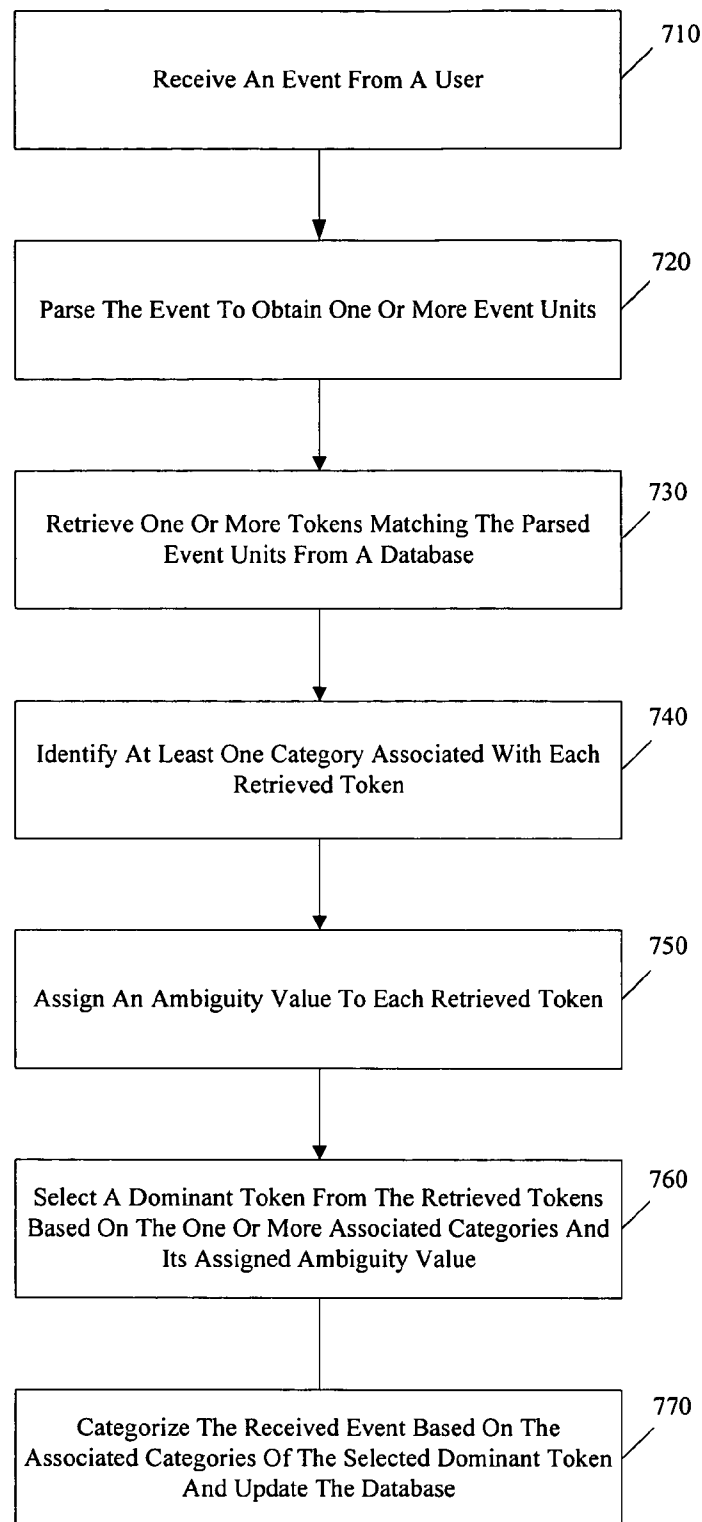 710
Receive An Event From A User
720
Parse The Event To Obtain One Or More Event Units
730
Retrieve One Or More Tokens Matching The Parsed
Event Units From A Database
740
Identify At Least One Category Associated With Each
Retrieved Token
750
Assign An Ambiguity Value To Each Retrieved Token
760
Select A Dominant Token From The Retrieved Tokens
Based On The One Or More Associated Categories And
Its Assigned Ambiguity Value
770
Categorize The Received Event Based On The
Associated Categories Of The Selected Dominant Token
And Update The Database